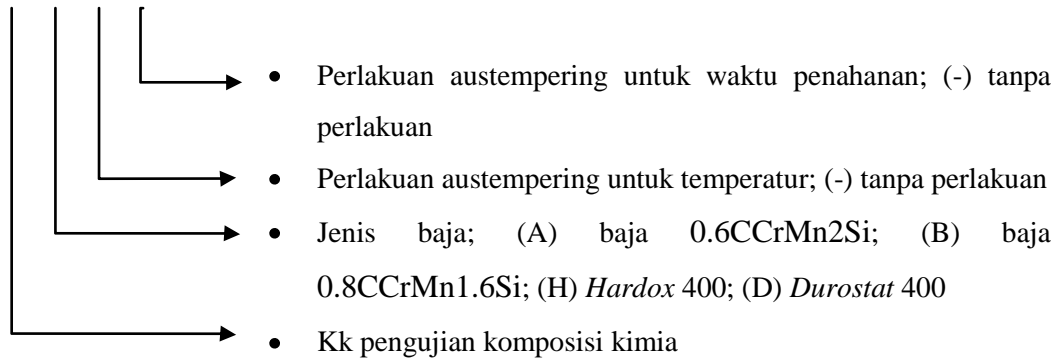 • Perlakuan austempering untuk waktu penahanan; (-) tanpa
perlakuan
• Perlakuan austempering untuk temperatur; (-) tanpa perlakuan
• Jenis baja; (A) baja 0.6CCrMn2Si; (B) baja
0.8CCrMn1.6Si; (H) Hardox 400; (D) Durostat 400
• Kk pengujian komposisi kimia